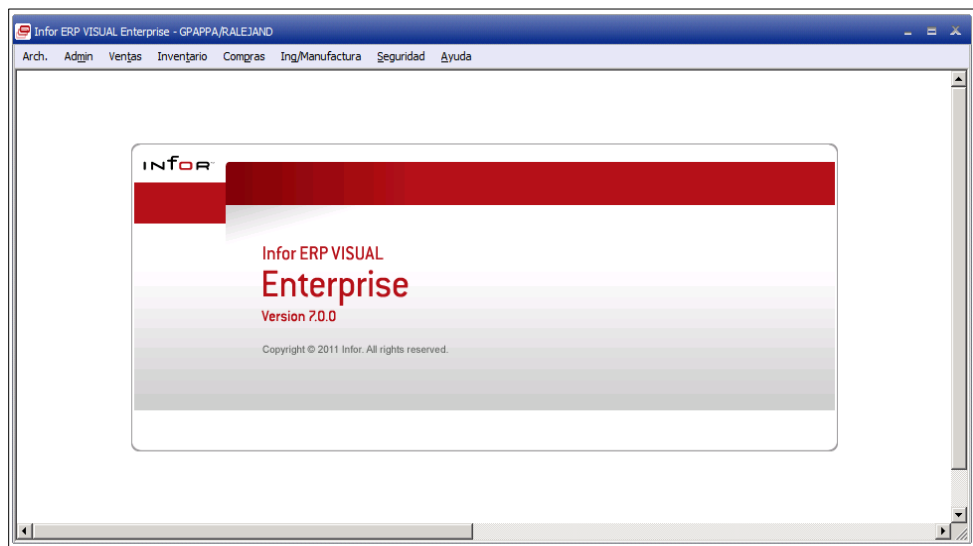 Infor ERP VISUAL Enterprise - GPAPPA/RALEJAND
Arch. Admin Ventas Inventario Compras Ing/Manufactura Seguridad Ayuda
INFOR
Infor ERP VISUAL
Enterprise
Version 7.0.0
Copyright © 2011 Infor. All rights reserved.